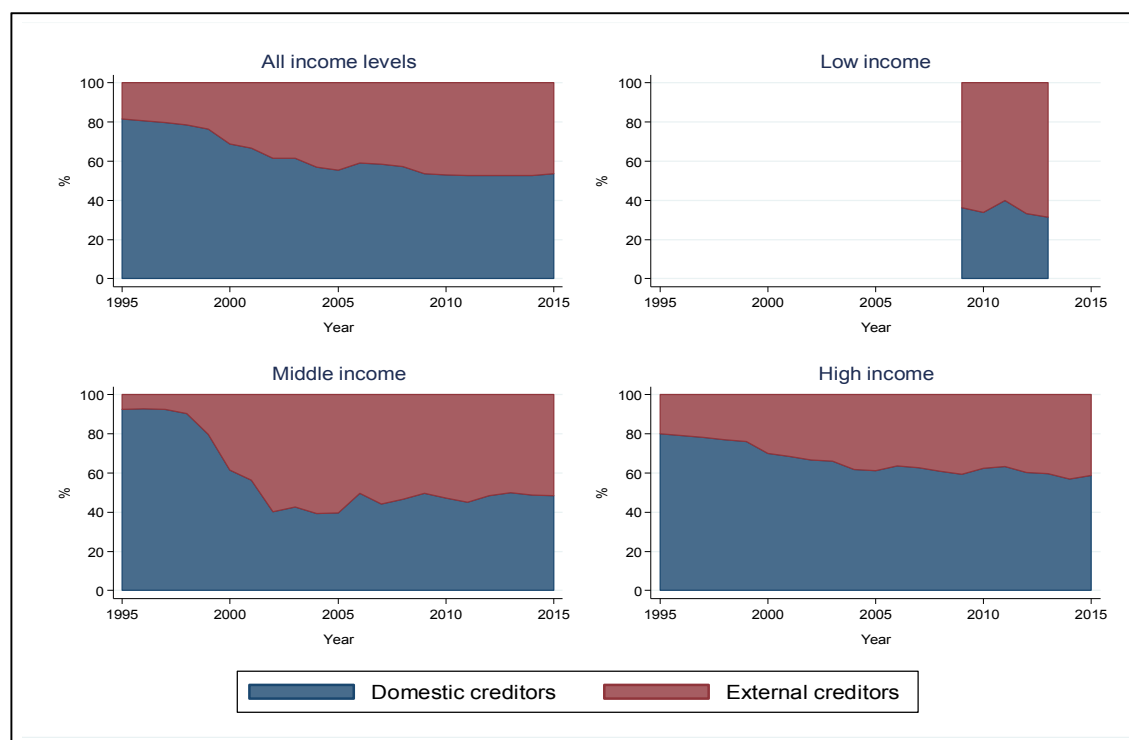 All income levels
100
80
60
40
20
0
%
1995 2000 2005 2010 2015
Year
Low income
100
80
60
40
20
0
%
1995 2000 2005 2010 2015
Year
Middle income
100
80
60
40
20
0
%
1995 2000 2005 2010 2015
Year
High income
100
80
60
40
20
0
%
1995 2000 2005 2010 2015
Year
Domestic creditors External creditors